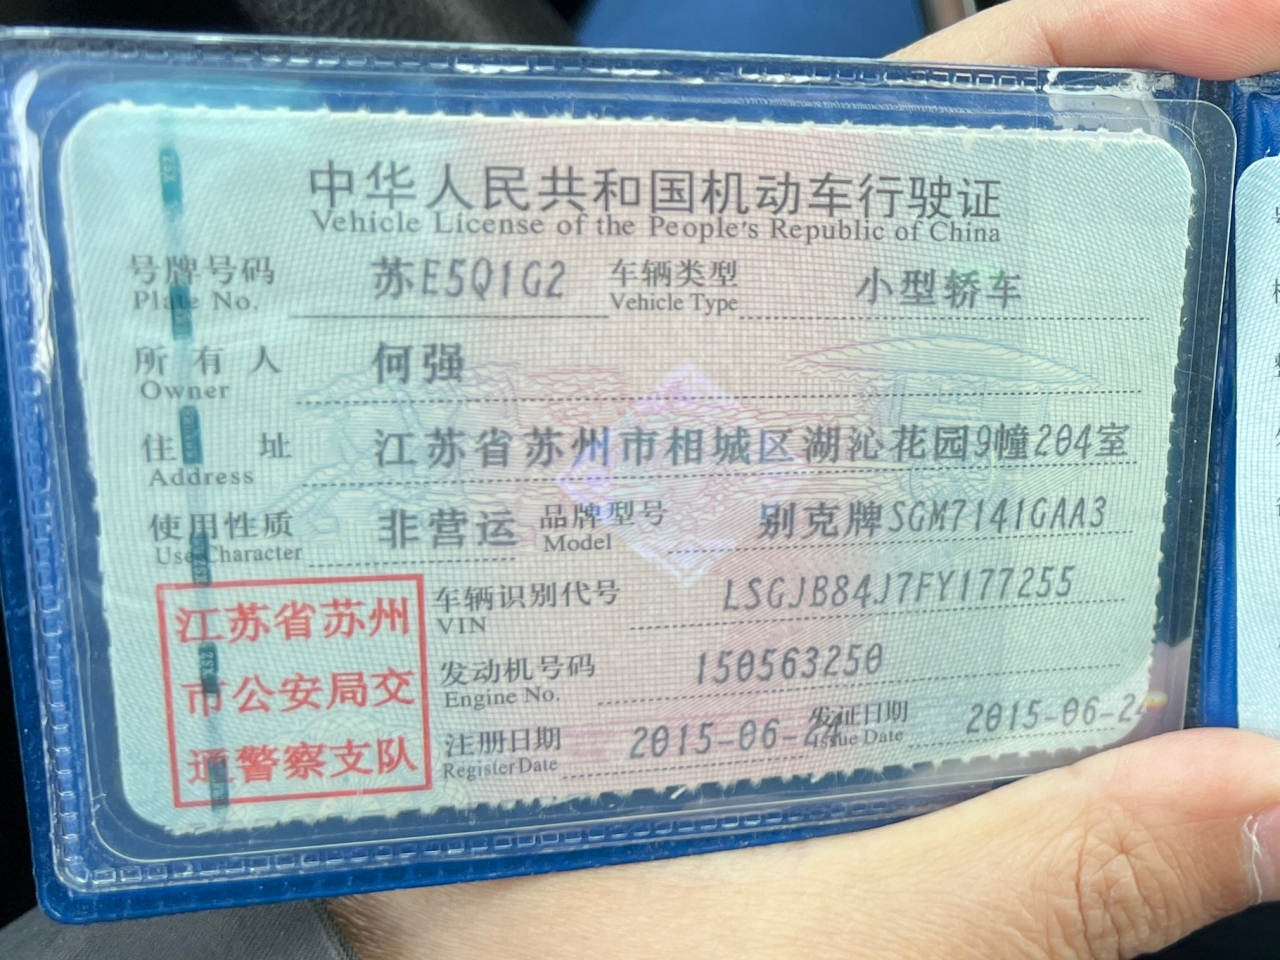 中华人民共和国机动车行驶证
Vehicle License of the People's Republic of China
号牌号码 苏E5Q1G2 车辆类型 小型轿车
Plate No. Vehicle Type
所有人 何强
Owner
住址 江苏省苏州市相城区湖沁花园9幢204室
Address
使用性质 非营运 品牌型号 别克牌SGM7141GAA3
Use Character Model
江苏省苏州
市公安局交
通警察支队
车辆识别代号 LSGJB84J7FY177255
VIN
发动机号码 150563250
Engine No.
注册日期 2015-06-24 发证日期 2015-06-24
Register Date Issue Date